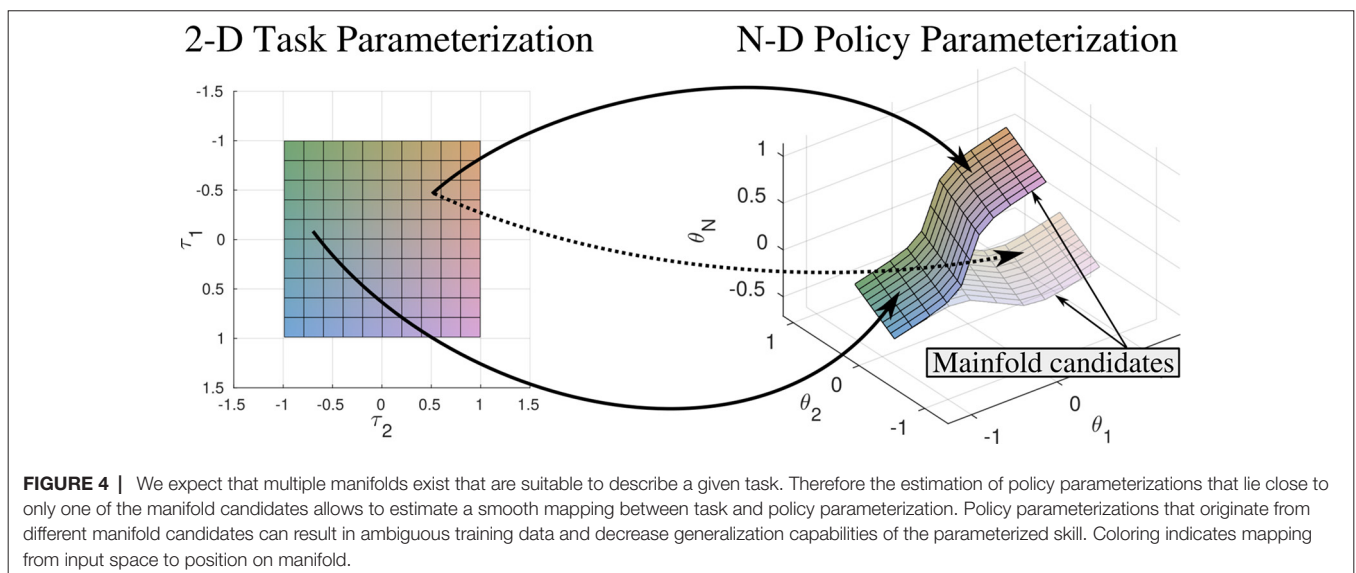 2-D Task Parameterization
N-D Policy Parameterization
-1.5
-1
-0.5
0
0.5
1
1.5
τ1
-1.5
-1
-0.5
0
0.5
1
1.5
τ2
1
0.5
0
-0.5
θN
1
0
-1
θ2
-1
0
θ1
Mainfold candidates
FIGURE 4 | We expect that multiple manifolds exist that are suitable to describe a given task. Therefore the estimation of policy parameterizations that lie close to
only one of the manifold candidates allows to estimate a smooth mapping between task and policy parameterization. Policy parameterizations that originate from
different manifold candidates can result in ambiguous training data and decrease generalization capabilities of the parameterized skill. Coloring indicates mapping
from input space to position on manifold.